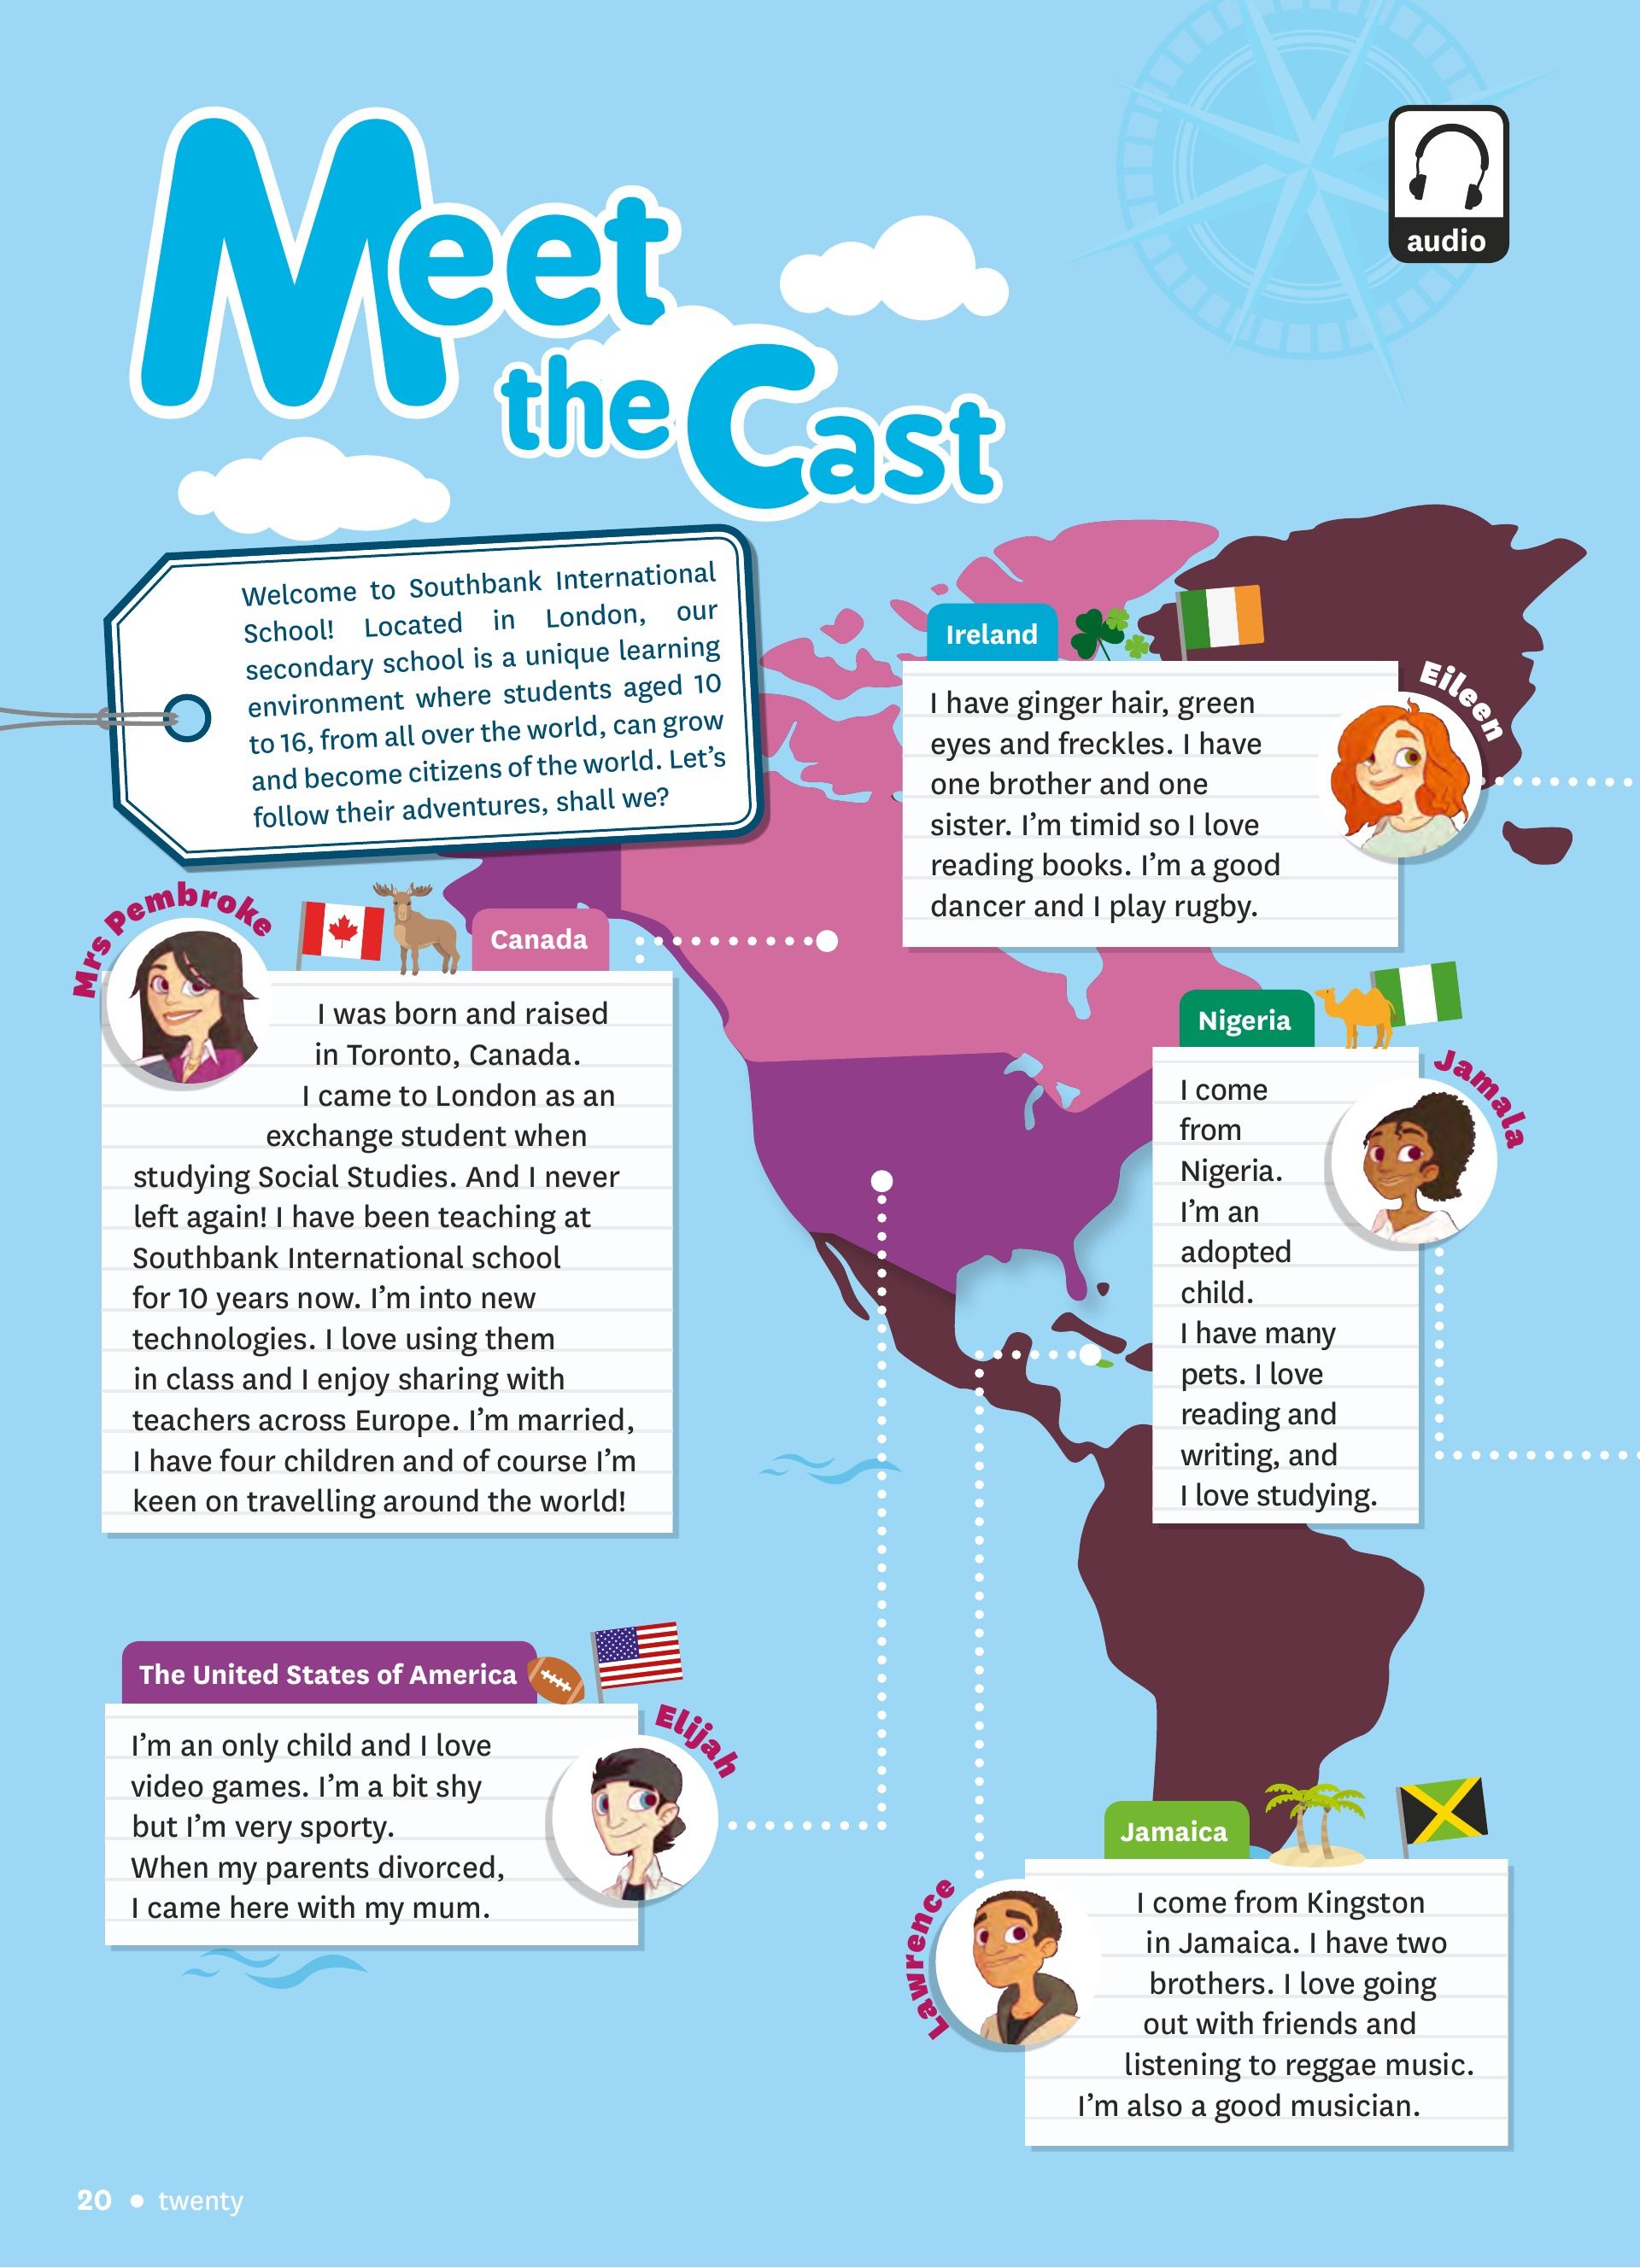 Meet
the Cast
audio
Welcome to Southbank International
School! Located in London, our
secondary school is a unique learning
environment where students aged 10
to 16, from all over the world, can grow
and become citizens of the world. Let's
follow their adventures, shall we?
Ireland
Eileen
I have ginger hair, green
eyes and freckles. I have
one brother and one
sister. I'm timid so I love
reading books. I'm a good
dancer and I play rugby.
Mrs Pembroke
Canada
I was born and raised
in Toronto, Canada.
I came to London as an
exchange student when
studying Social Studies. And I never
left again! I have been teaching at
Southbank International school
for 10 years now. I'm into new
technologies. I love using them
in class and I enjoy sharing with
teachers across Europe. I'm married,
I have four children and of course I'm
keen on travelling around the world!
Nigeria
Jamala
I come
from
Nigeria.
I'm an
adopted
child.
I have many
pets. I love
reading and
writing, and
I love studying.
The United States of America
Elijah
I'm an only child and I love
video games. I'm a bit shy
but I'm very sporty.
When my parents divorced,
I came here with my mum.
Jamaica
Lawrence
I come from Kingston
in Jamaica. I have two
brothers. I love going
out with friends and
listening to reggae music.
I'm also a good musician.
20 • twenty